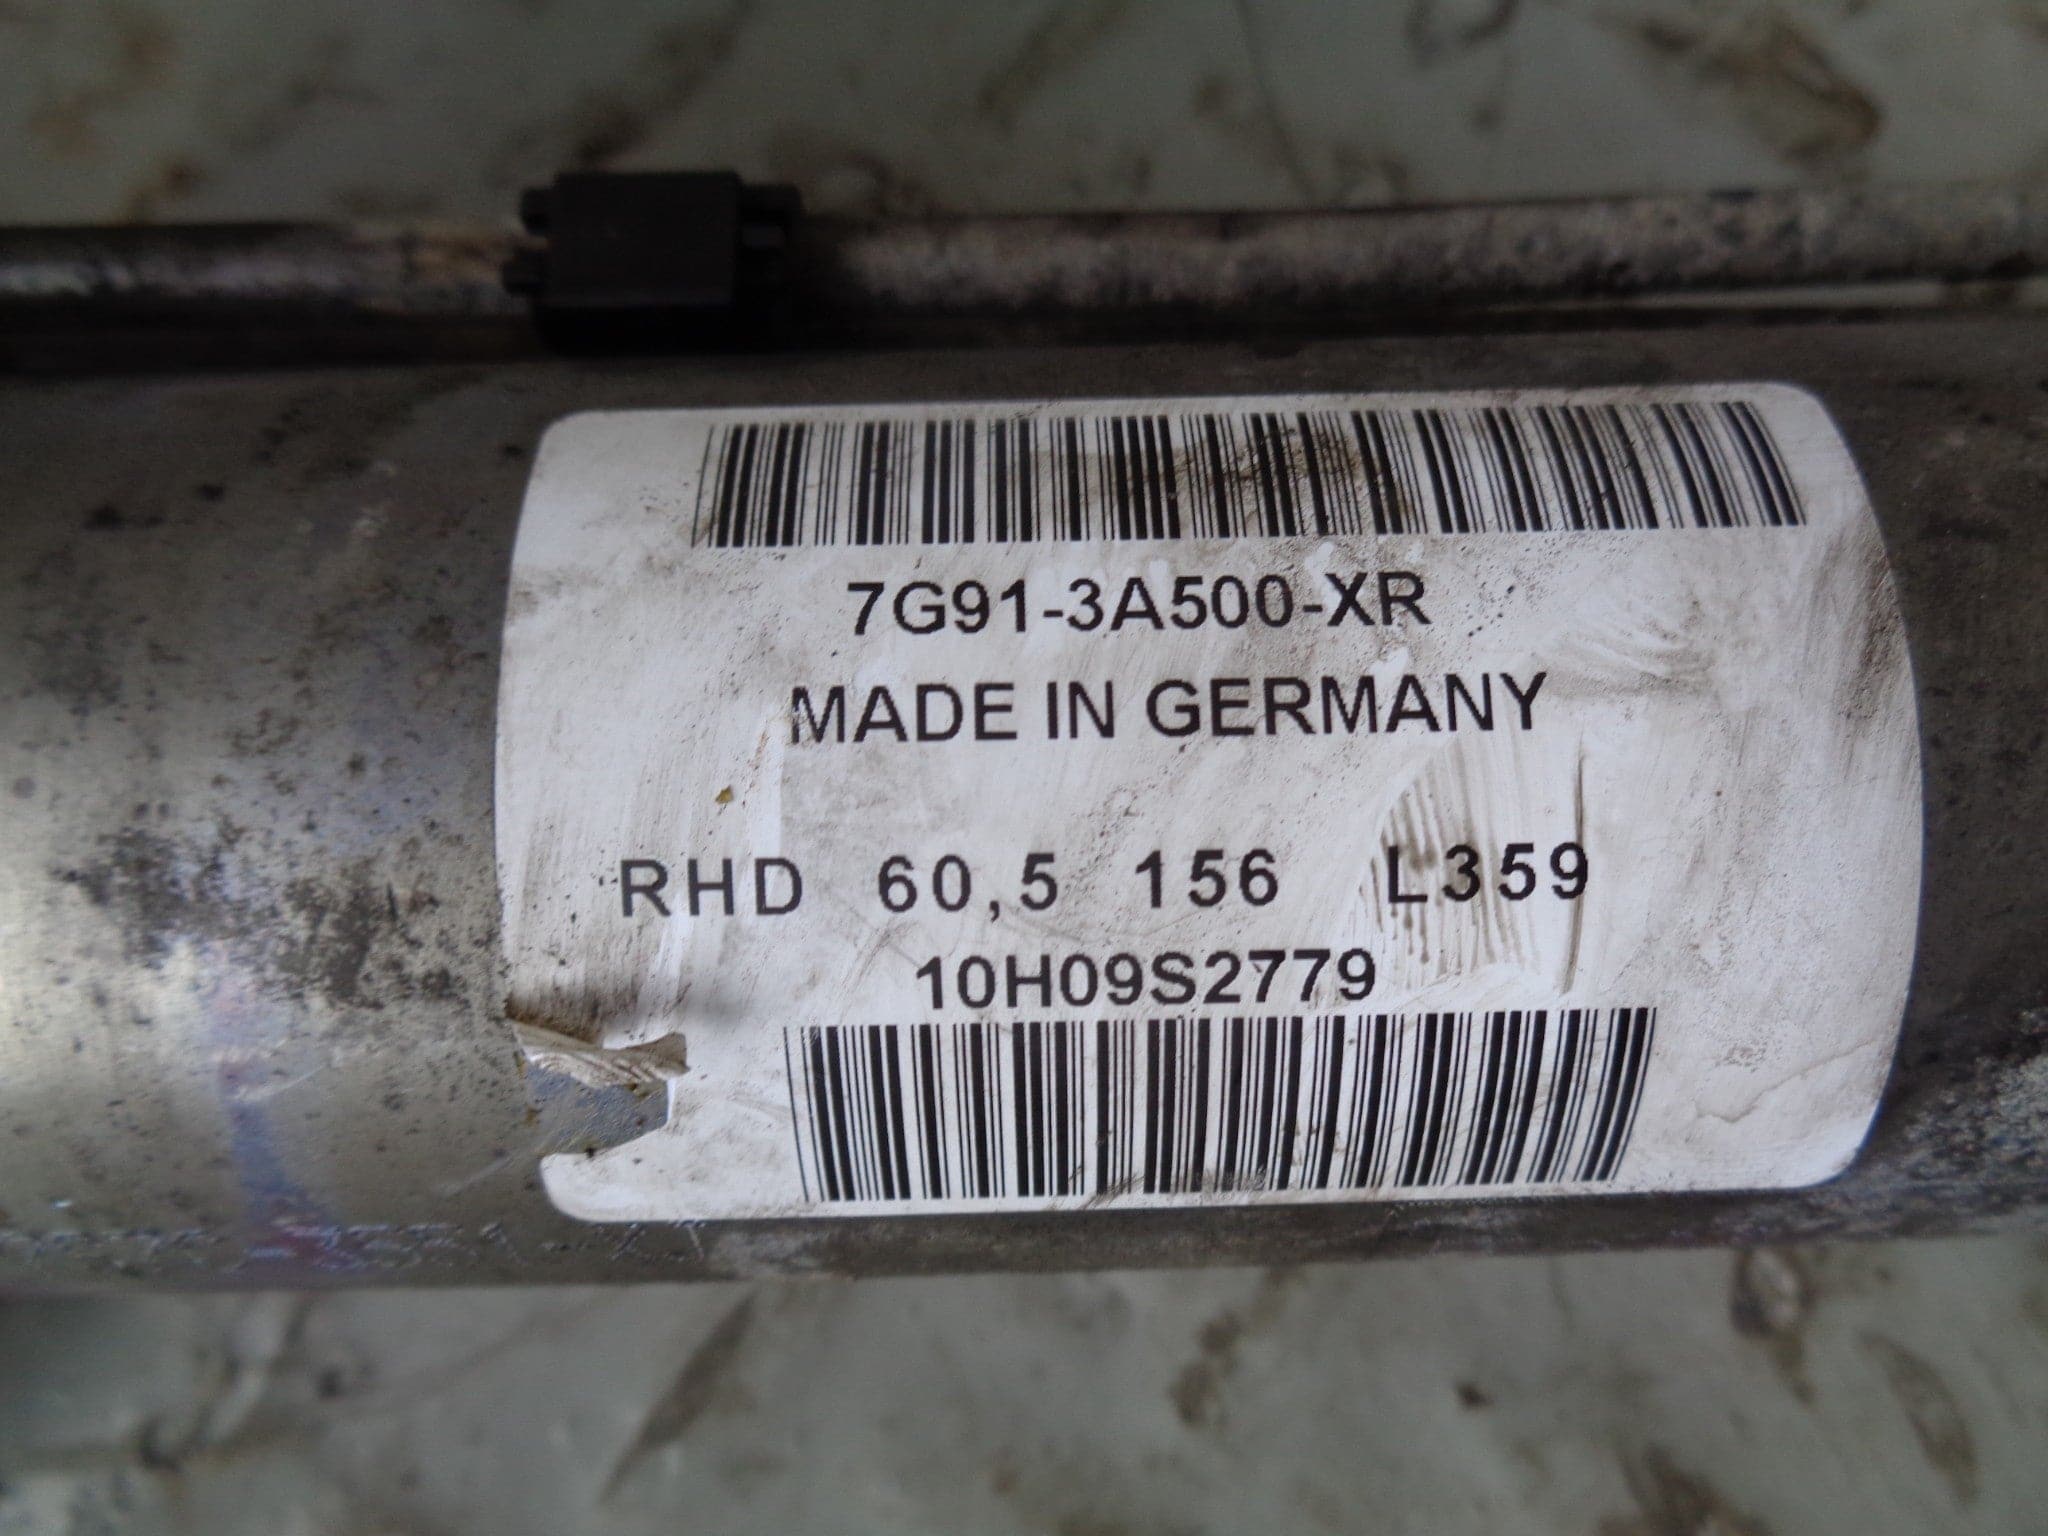 7G91-3A500-XR
MADE IN GERMANY
RHD 60,5 156 L359
10H09S2779